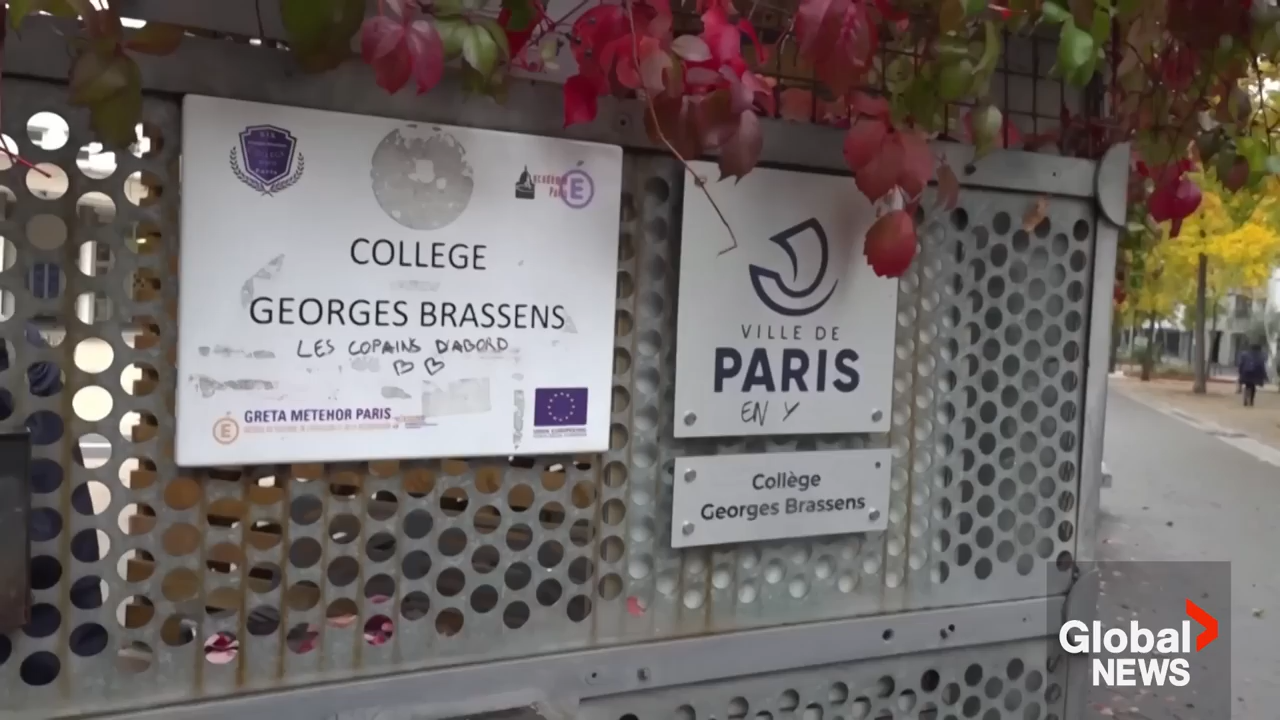 COLLEGE
GEORGES BRASSENS
LES COPAINS D'ABORD
GRETA METEHOR PARIS
VILLE DE
PARIS
EN Y
Collège
Georges Brassens
Global
NEWS